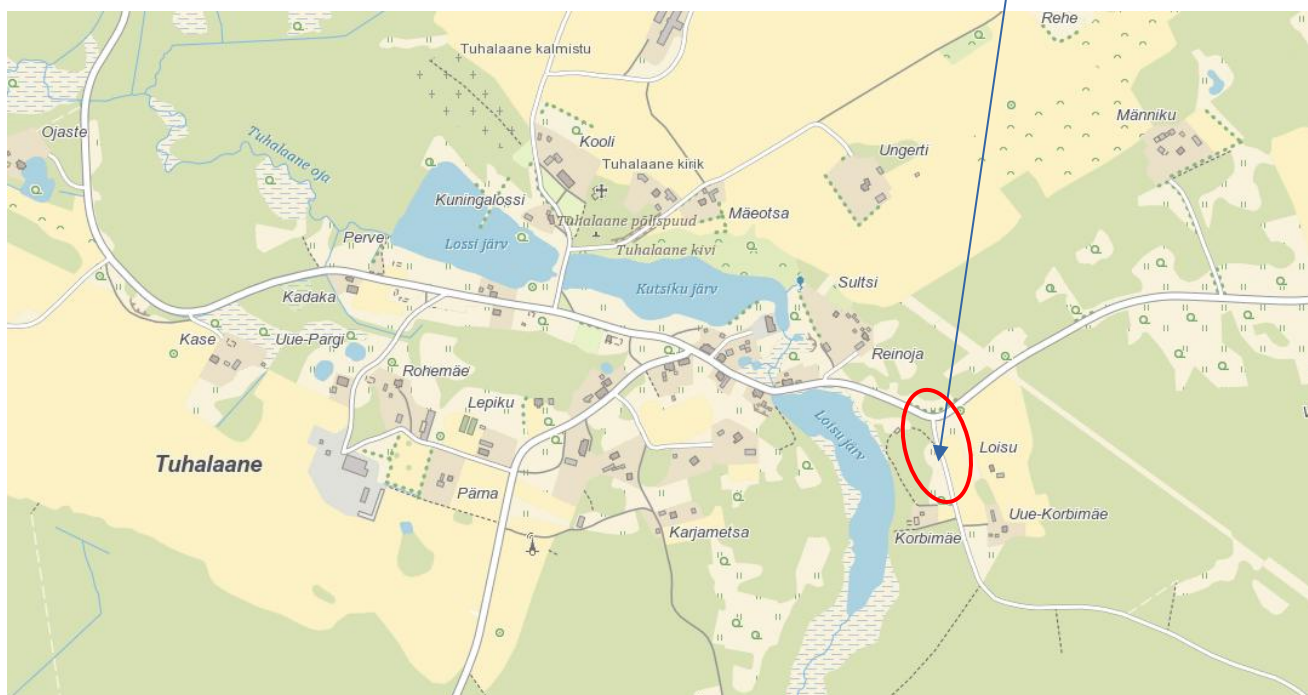 Rehe
Tuhalaane kalmistu
Männiku
Ojaste
Tuhalaane oja
Kooli
Ungerti
Tuhalaane kirik
Kuningalossi
Mäeotsa
Tuhalaane põlispuud
Perve
Lossi järv
Tuhalaane kivi
Kutsiku järv
Sultsi
Kadaka
Kase
Uue-Pargi
Reinoja
Rohemäe
Lepiku
Loisu järv
Loisu
Tuhalaane
Pärna
Uue-Korbimäe
Karjametsa
Korbimäe